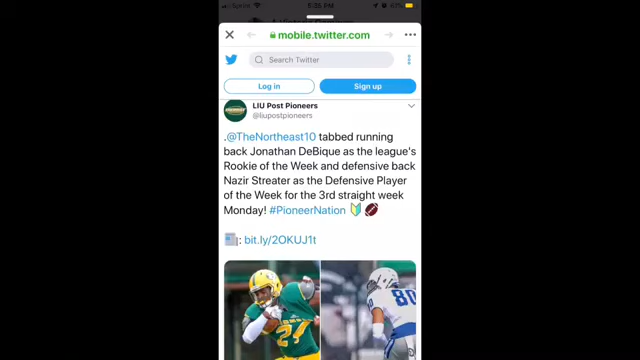 Sprint 5:35 PM 67%
mobile.twitter.com
Search Twitter
Log in Sign up
LIU Post Pioneers
@liupostpioneers
.@TheNortheast10 tabbed running
back Jonathan DeBique as the league's
Rookie of the Week and defensive back
Nazir Streater as the Defensive Player
of the Week for the 3rd straight week
Monday! #PioneerNation
: bit.ly/2OKUJ1t
24
80